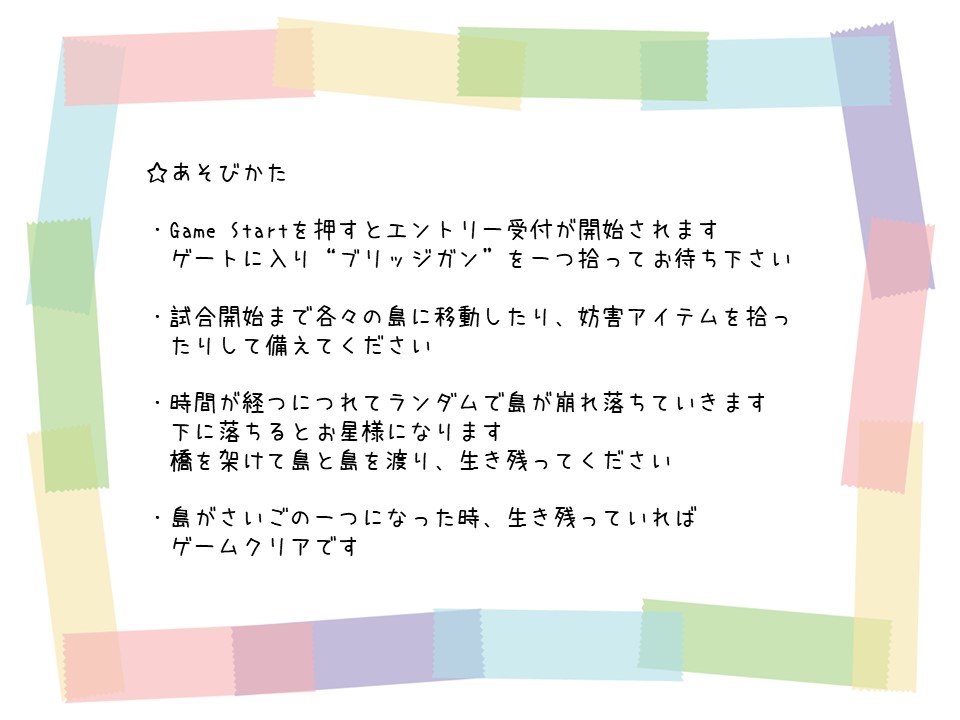 ☆あそびかた
・Game Startを押すとエントリー受付が開始されます
ゲートに入り“ブリッジガン”を一つ拾ってお待ち下さい
・試合開始まで各々の島に移動したり、妨害アイテムを拾っ
たりして備えてください
・時間が経つにつれてランダムで島が崩れ落ちていきます
下に落ちるとお星様になります
橋を架けて島と島を渡り、生き残ってください
・島がさいごの一つになった時、生き残っていれば
ゲームクリアです